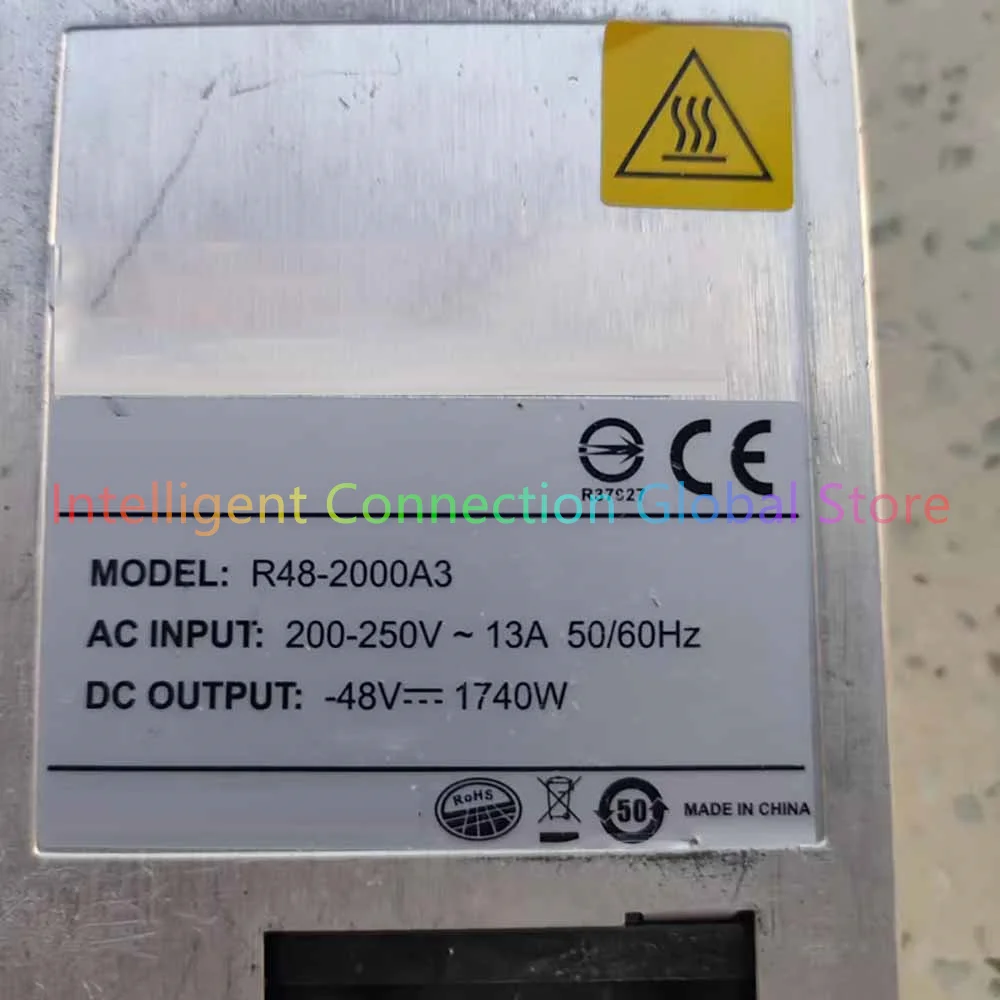 CE
R37927
Intelligent Connection Global Store
MODEL: R48-2000A3
AC INPUT: 200-250V ~ 13A 50/60Hz
DC OUTPUT: -48V⎓ 1740W
RoHS
50
MADE IN CHINA